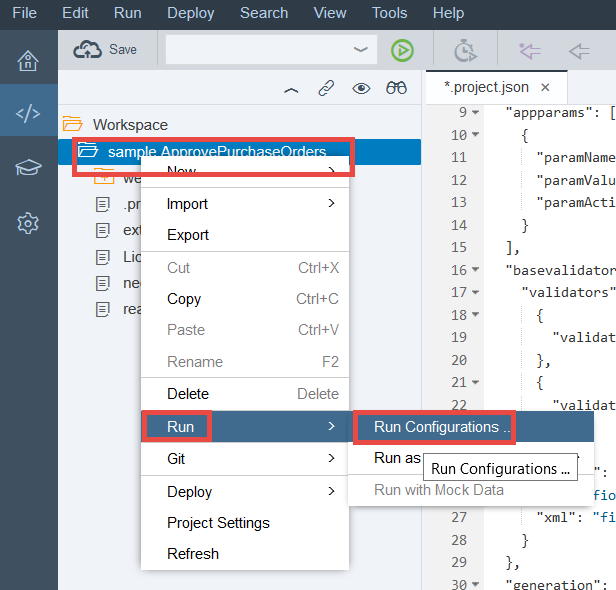 File Edit Run Deploy Search View Tools Help
Save
*.project.json ×
Workspace
sample.ApprovePurchaseOrders
we
.pr
ext
Lic
ne
rea
New
Import
Export
Cut Ctrl+X
Copy Ctrl+C
Paste Ctrl+V
Rename F2
Delete Delete
Run
Git
Deploy
Project Settings
Refresh
Run Configurations ..
Run as
Run with Mock Data
Run Configurations ...
9 "appparams": [
10 {
11 "paramName
12 "paramValu
13 "paramActi
14 }
15 ],
16 "basevalidator
17 "validators"
18 {
19 "validat
20 },
21 {
22 "validat
": {
"fio
27 "xml": "fi
28 }
29 },
30 "generation": {